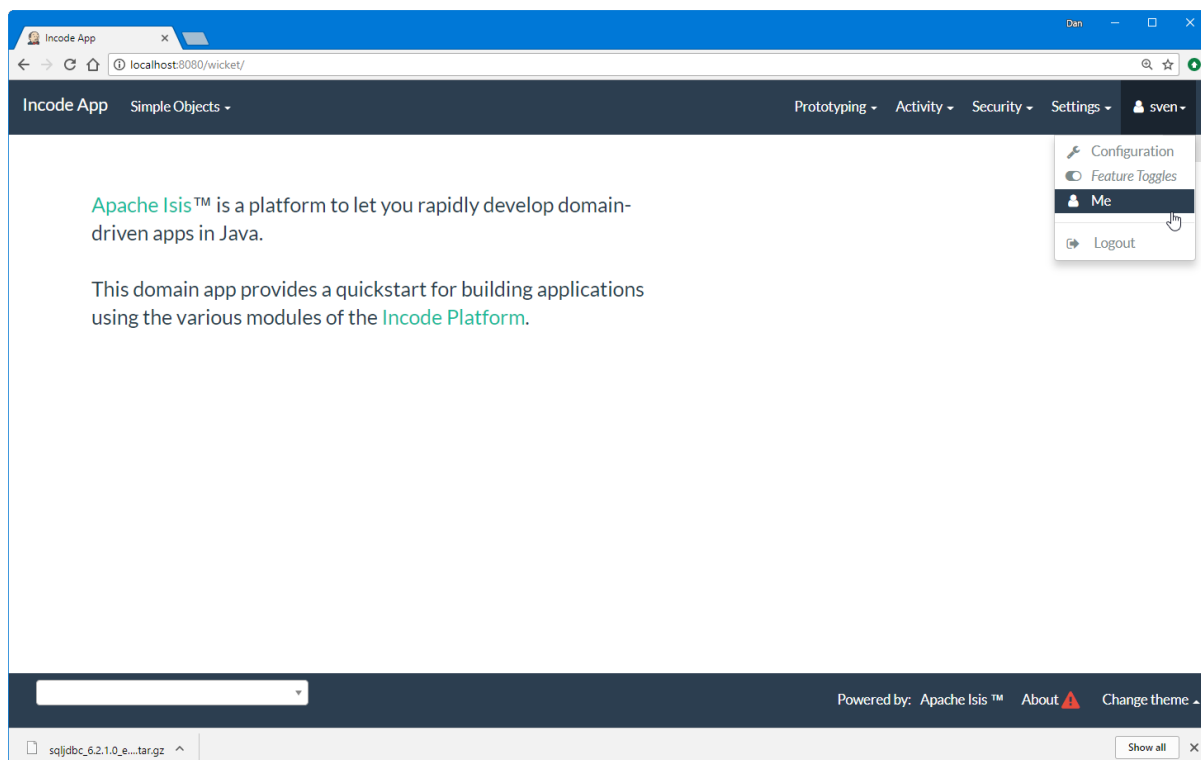 Dan
Incode App
localhost:8080/wicket/
Incode App Simple Objects Prototyping Activity Security Settings sven
Configuration
Feature Toggles
Me
Logout
Apache Isis™ is a platform to let you rapidly develop domain-
driven apps in Java.
This domain app provides a quickstart for building applications
using the various modules of the Incode Platform.
Powered by: Apache Isis ™ About Change theme
sqljdbc_6.2.1.0_e....tar.gz Show all